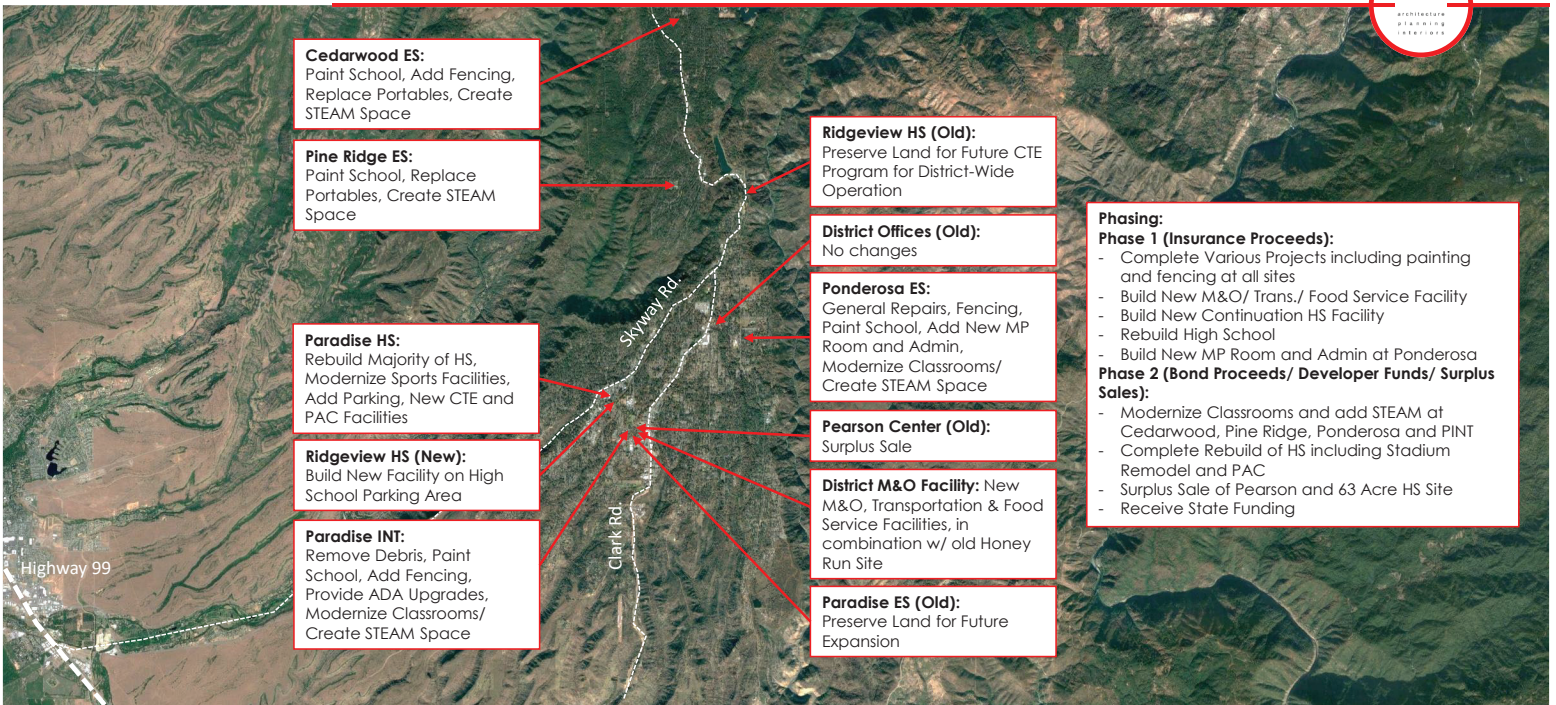 architecture
planning
interiors
Cedarwood ES:
Paint School, Add Fencing,
Replace Portables, Create
STEAM Space
Pine Ridge ES:
Paint School, Replace
Portables, Create STEAM
Space
Paradise HS:
Rebuild Majority of HS,
Modernize Sports Facilities,
Add Parking, New CTE and
PAC Facilities
Ridgeview HS (New):
Build New Facility on High
School Parking Area
Paradise INT:
Remove Debris, Paint
School, Add Fencing,
Provide ADA Upgrades,
Modernize Classrooms/
Create STEAM Space
Highway 99
Skyway Rd.
Clark Rd.
Ridgeview HS (Old):
Preserve Land for Future CTE
Program for District-Wide
Operation
District Offices (Old):
No changes
Ponderosa ES:
General Repairs, Fencing,
Paint School, Add New MP
Room and Admin,
Modernize Classrooms/
Create STEAM Space
Pearson Center (Old):
Surplus Sale
District M&O Facility: New
M&O, Transportation & Food
Service Facilities, in
combination w/ old Honey
Run Site
Paradise ES (Old):
Preserve Land for Future
Expansion
Phasing:
Phase 1 (Insurance Proceeds):
- Complete Various Projects including painting
and fencing at all sites
- Build New M&O/ Trans./ Food Service Facility
- Build New Continuation HS Facility
- Rebuild High School
- Build New MP Room and Admin at Ponderosa
Phase 2 (Bond Proceeds/ Developer Funds/ Surplus
Sales):
- Modernize Classrooms and add STEAM at
Cedarwood, Pine Ridge, Ponderosa and PINT
- Complete Rebuild of HS including Stadium
Remodel and PAC
- Surplus Sale of Pearson and 63 Acre HS Site
- Receive State Funding